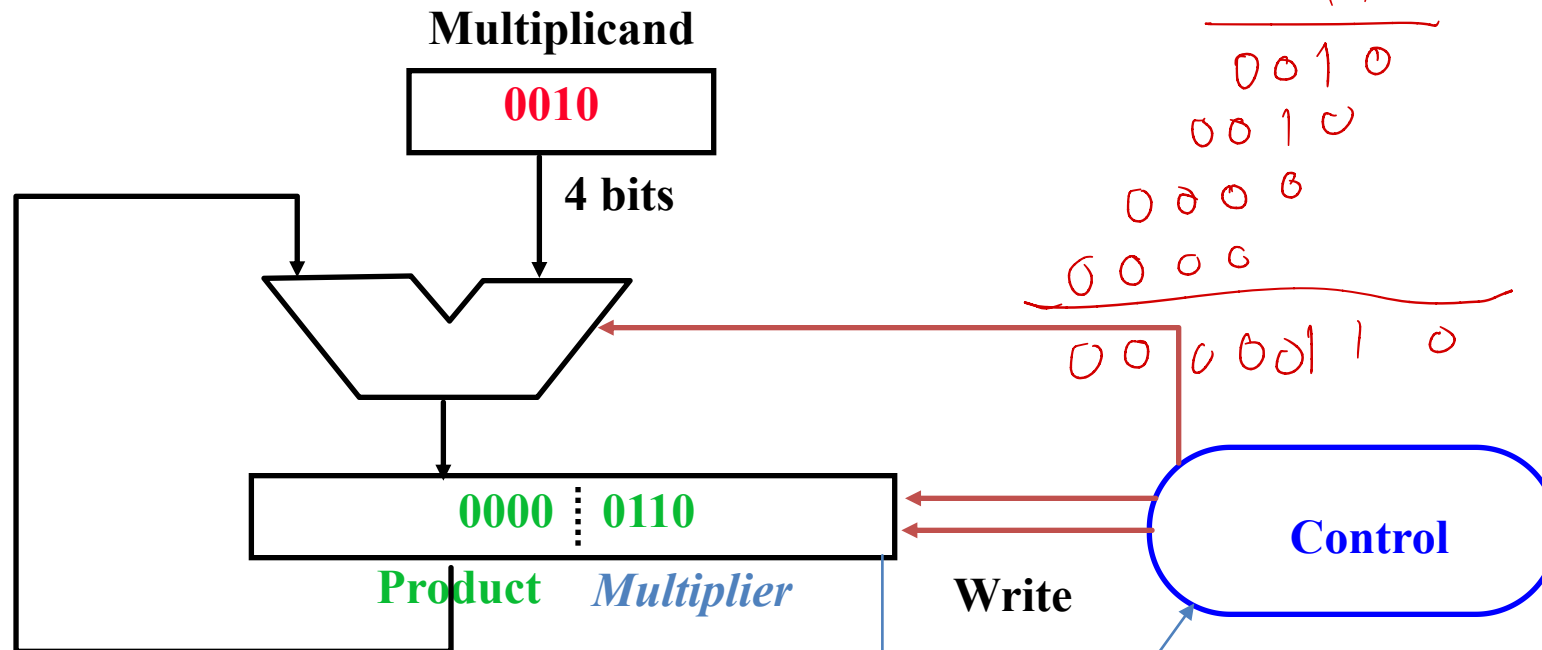 Multiplicand
0010
4 bits
0000 0110
Product Multiplier
Write
Control
0010
0010
0000
0000
00000110